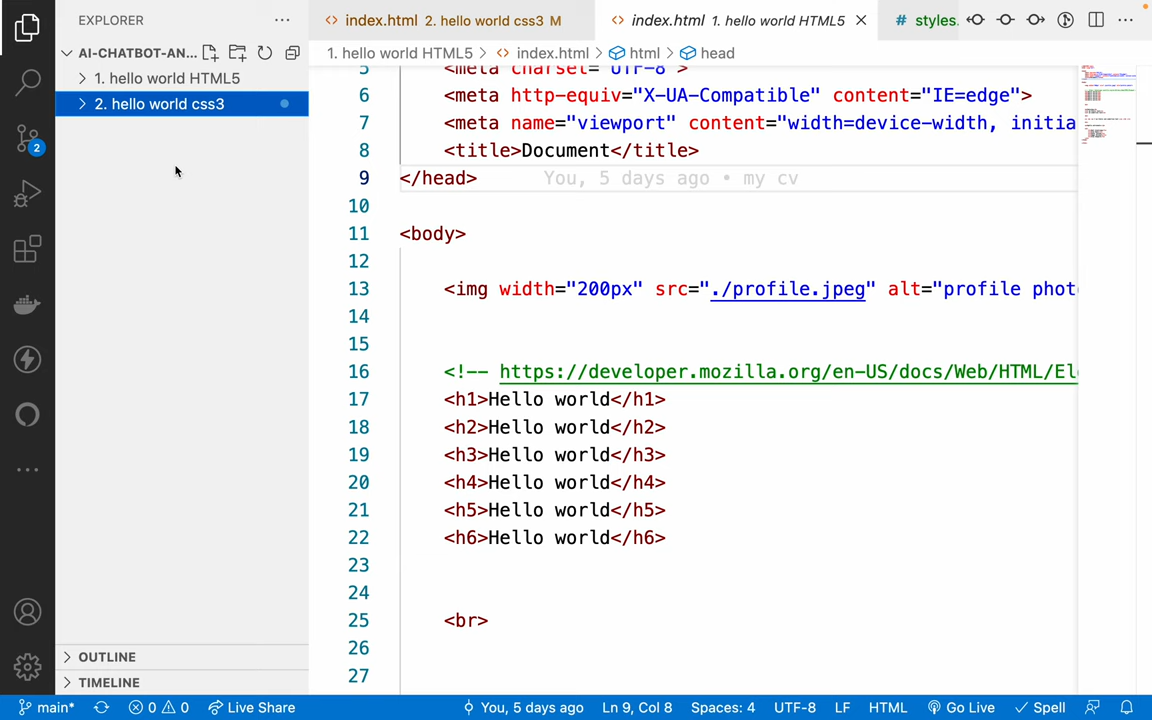 EXPLORER
index.html 2. hello world css3 M
index.html 1. hello world HTML5
# styles.
AI-CHATBOT-AN...
1. hello world HTML5
2. hello world css3
1. hello world HTML5 > index.html > html > head
5 <meta charset="UTF-8">
6 <meta http-equiv="X-UA-Compatible" content="IE=edge">
7 <meta name="viewport" content="width=device-width, initia
8 <title>Document</title>
9 </head> You, 5 days ago • my cv
10
11 <body>
12
13 <img width="200px" src="./profile.jpeg" alt="profile phot
14
15
16 <!-- https://developer.mozilla.org/en-US/docs/Web/HTML/El
17 <h1>Hello world</h1>
18 <h2>Hello world</h2>
19 <h3>Hello world</h3>
20 <h4>Hello world</h4>
21 <h5>Hello world</h5>
22 <h6>Hello world</h6>
23
24
25 <br>
26
27
2
OUTLINE
TIMELINE
main* 0 0 Live Share You, 5 days ago Ln 9, Col 8 Spaces: 4 UTF-8 LF HTML Go Live Spell